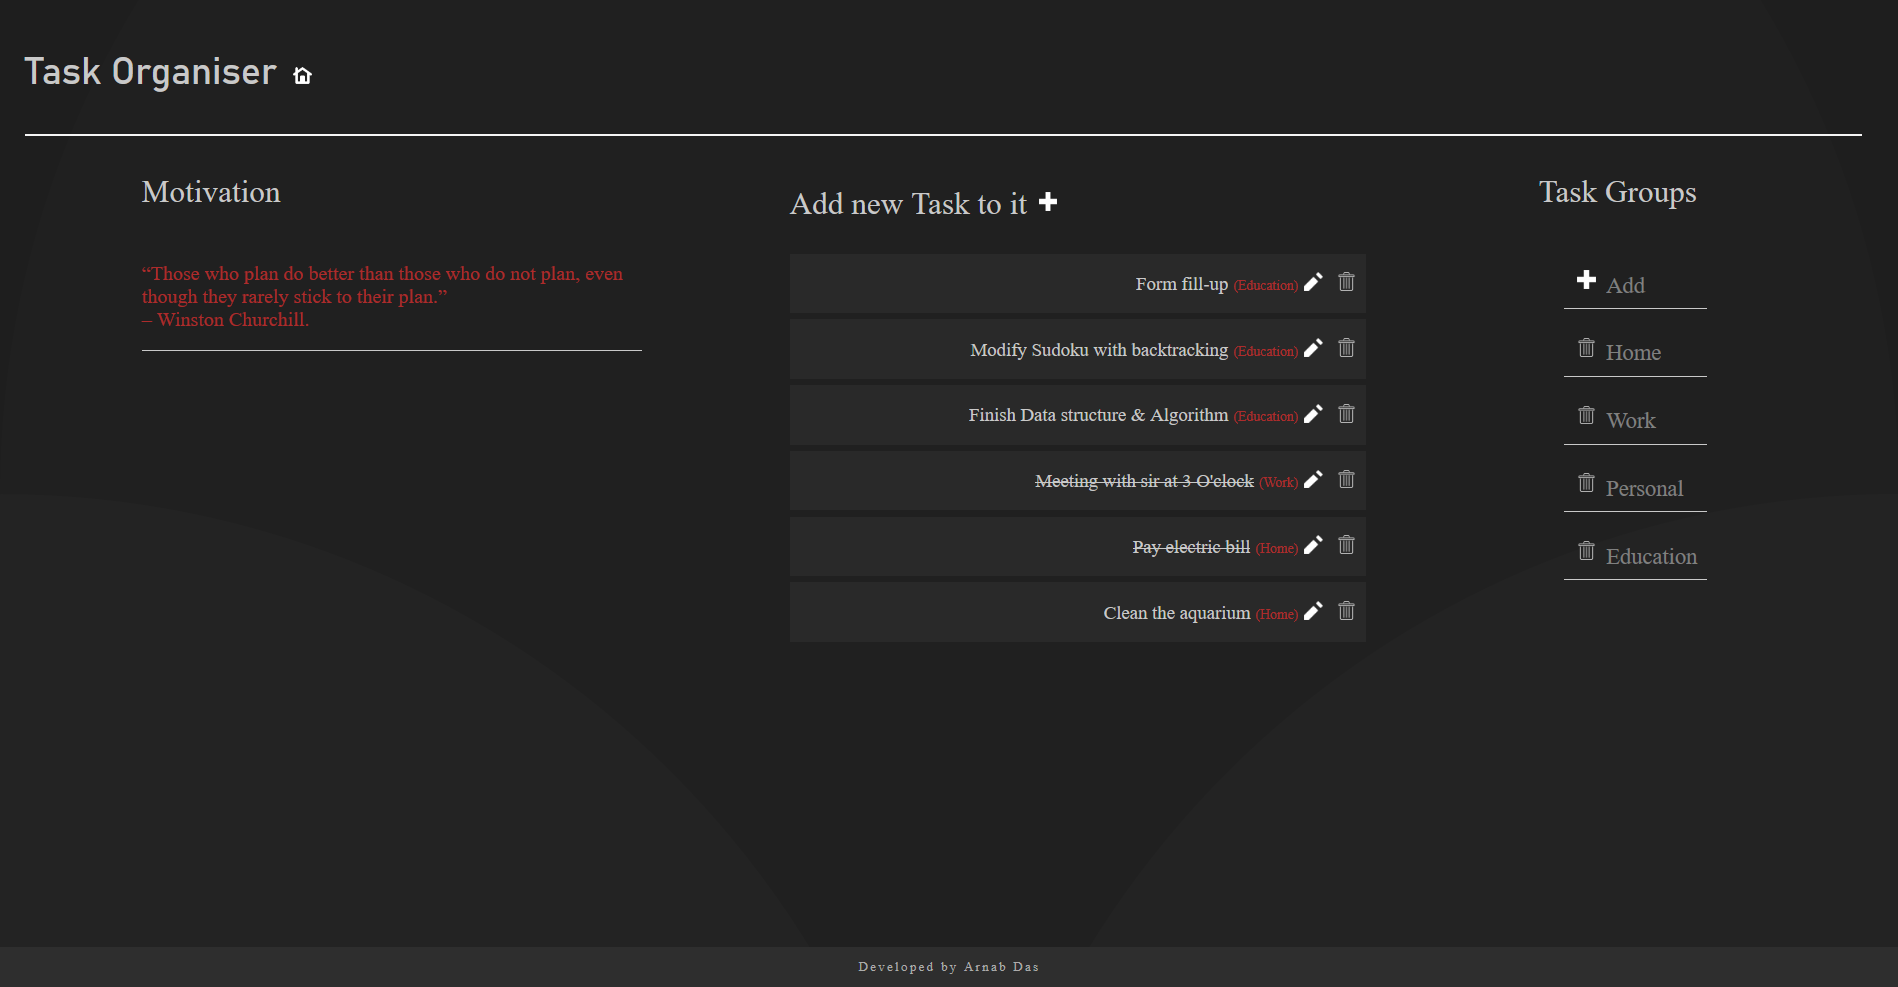 Task Organiser
Motivation
“Those who plan do better than those who do not plan, even
though they rarely stick to their plan.”
– Winston Churchill.
Add new Task to it
Form fill-up (Education)
Modify Sudoku with backtracking (Education)
Finish Data structure & Algorithm (Education)
Meeting with sir at 3 O'clock (Work)
Pay electric bill (Home)
Clean the aquarium (Home)
Task Groups
Add
Home
Work
Personal
Education
Developed by Arnab Das